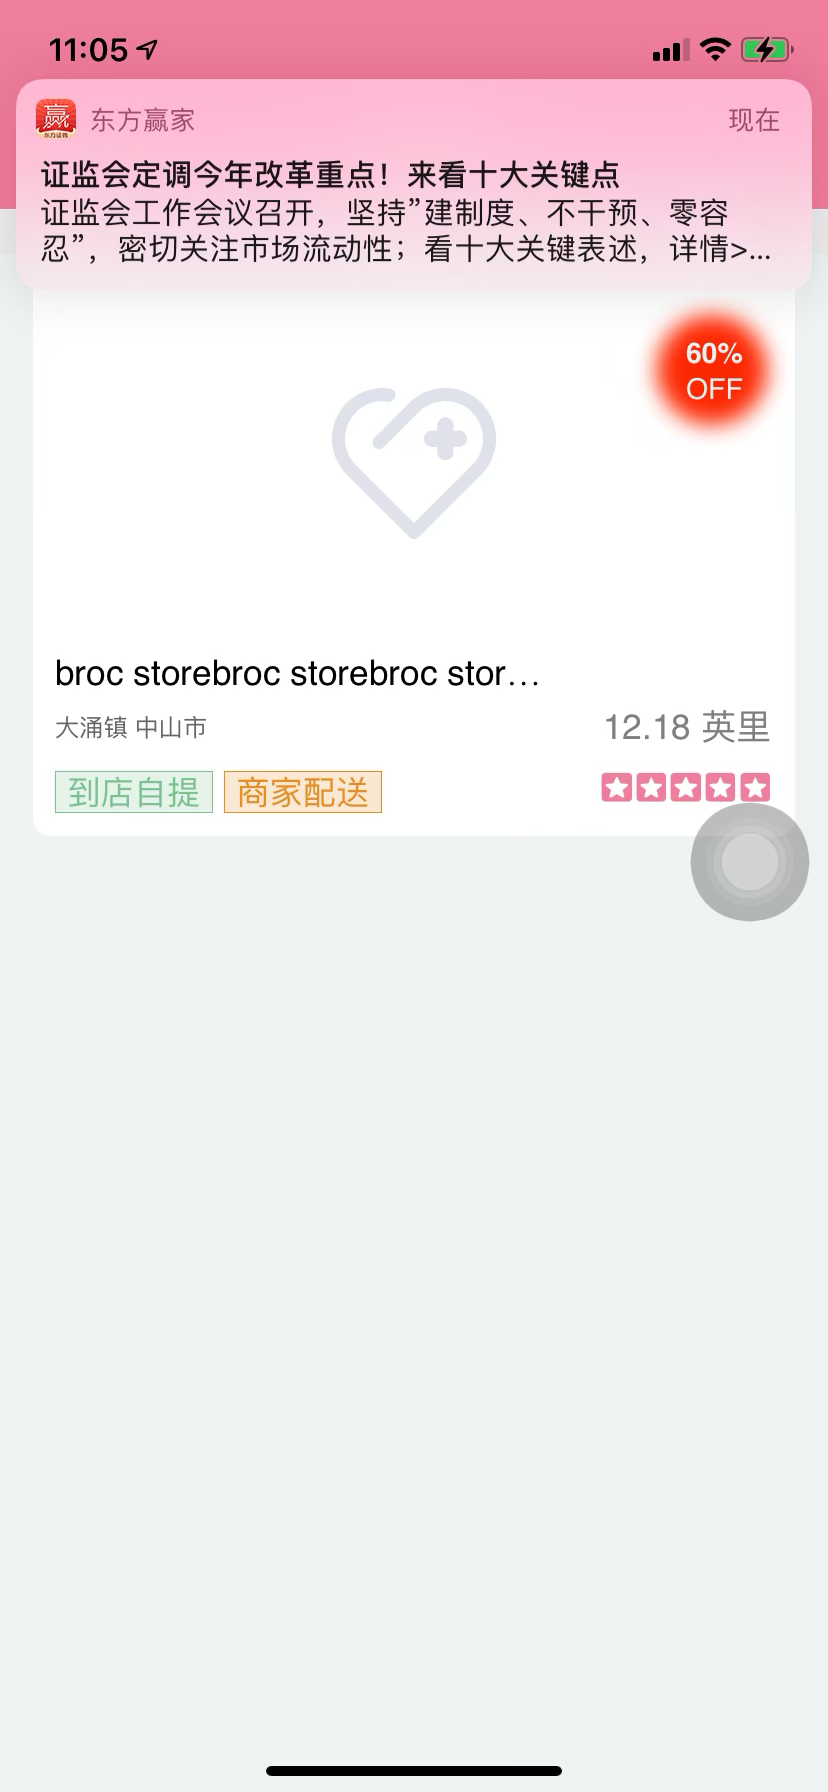 11:05
赢
东方证券
东方赢家
现在
证监会定调今年改革重点！来看十大关键点
证监会工作会议召开，坚持”建制度、不干预、零容
忍”，密切关注市场流动性；看十大关键表述，详情>...
60%
OFF
broc storebroc storebroc stor...
大涌镇 中山市
12.18 英里
到店自提
商家配送